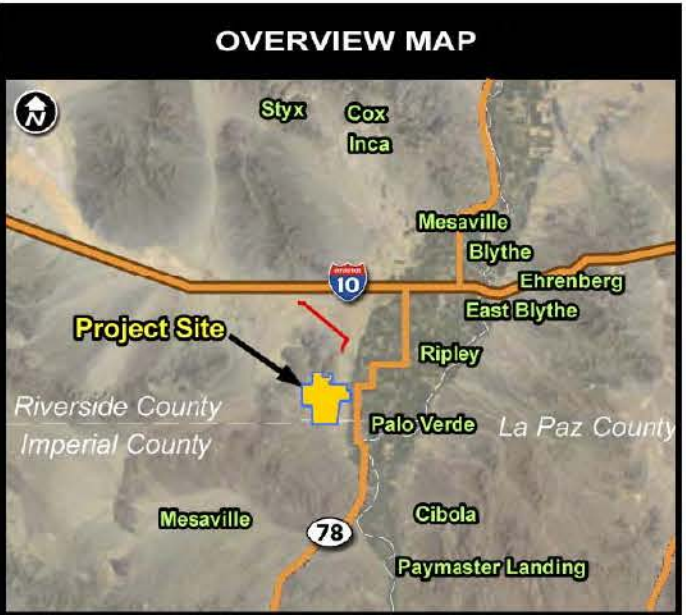 OVERVIEW MAP
N
Styx
Cox
Inca
Mesaville
Blythe
10
Ehrenberg
East Blythe
Project Site
Ripley
Riverside County
Palo Verde
La Paz County
Imperial County
Mesaville
Cibola
78
Paymaster Landing